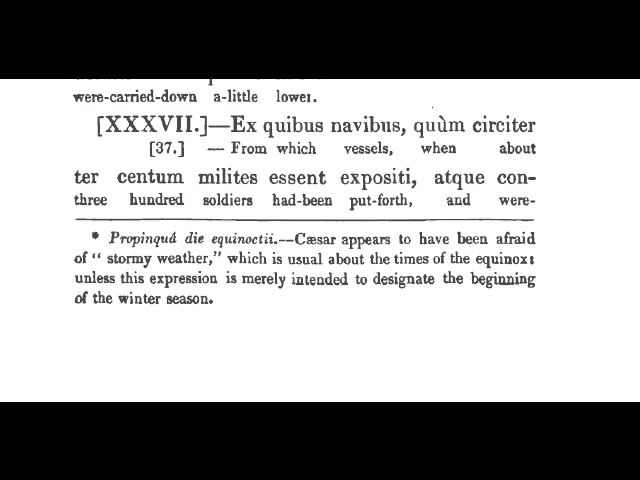 were-carried-down a-little lower.
[XXXVII.]—Ex quibus navibus, quùm circiter
[37.] — From which vessels, when about
ter centum milites essent expositi, atque con-
three hundred soldiers had-been put-forth, and were-
* Propinquâ die equinoctii.—Cæsar appears to have been afraid
of “ stormy weather,” which is usual about the times of the equinox:
unless this expression is merely intended to designate the beginning
of the winter season.